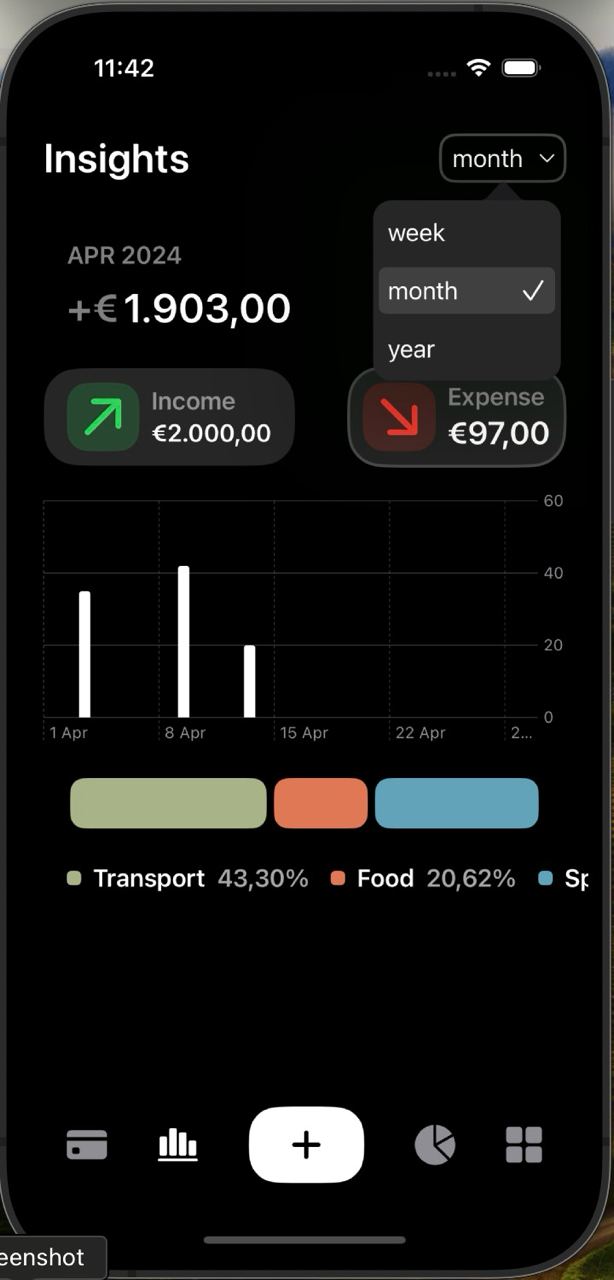 11:42
Insights
month
week
month
year
APR 2024
+€1.903,00
Income
€2.000,00
Expense
€97,00
60
40
20
0
1 Apr
8 Apr
15 Apr
22 Apr
2...
Transport 43,30%
Food 20,62%
Sp
eenshot